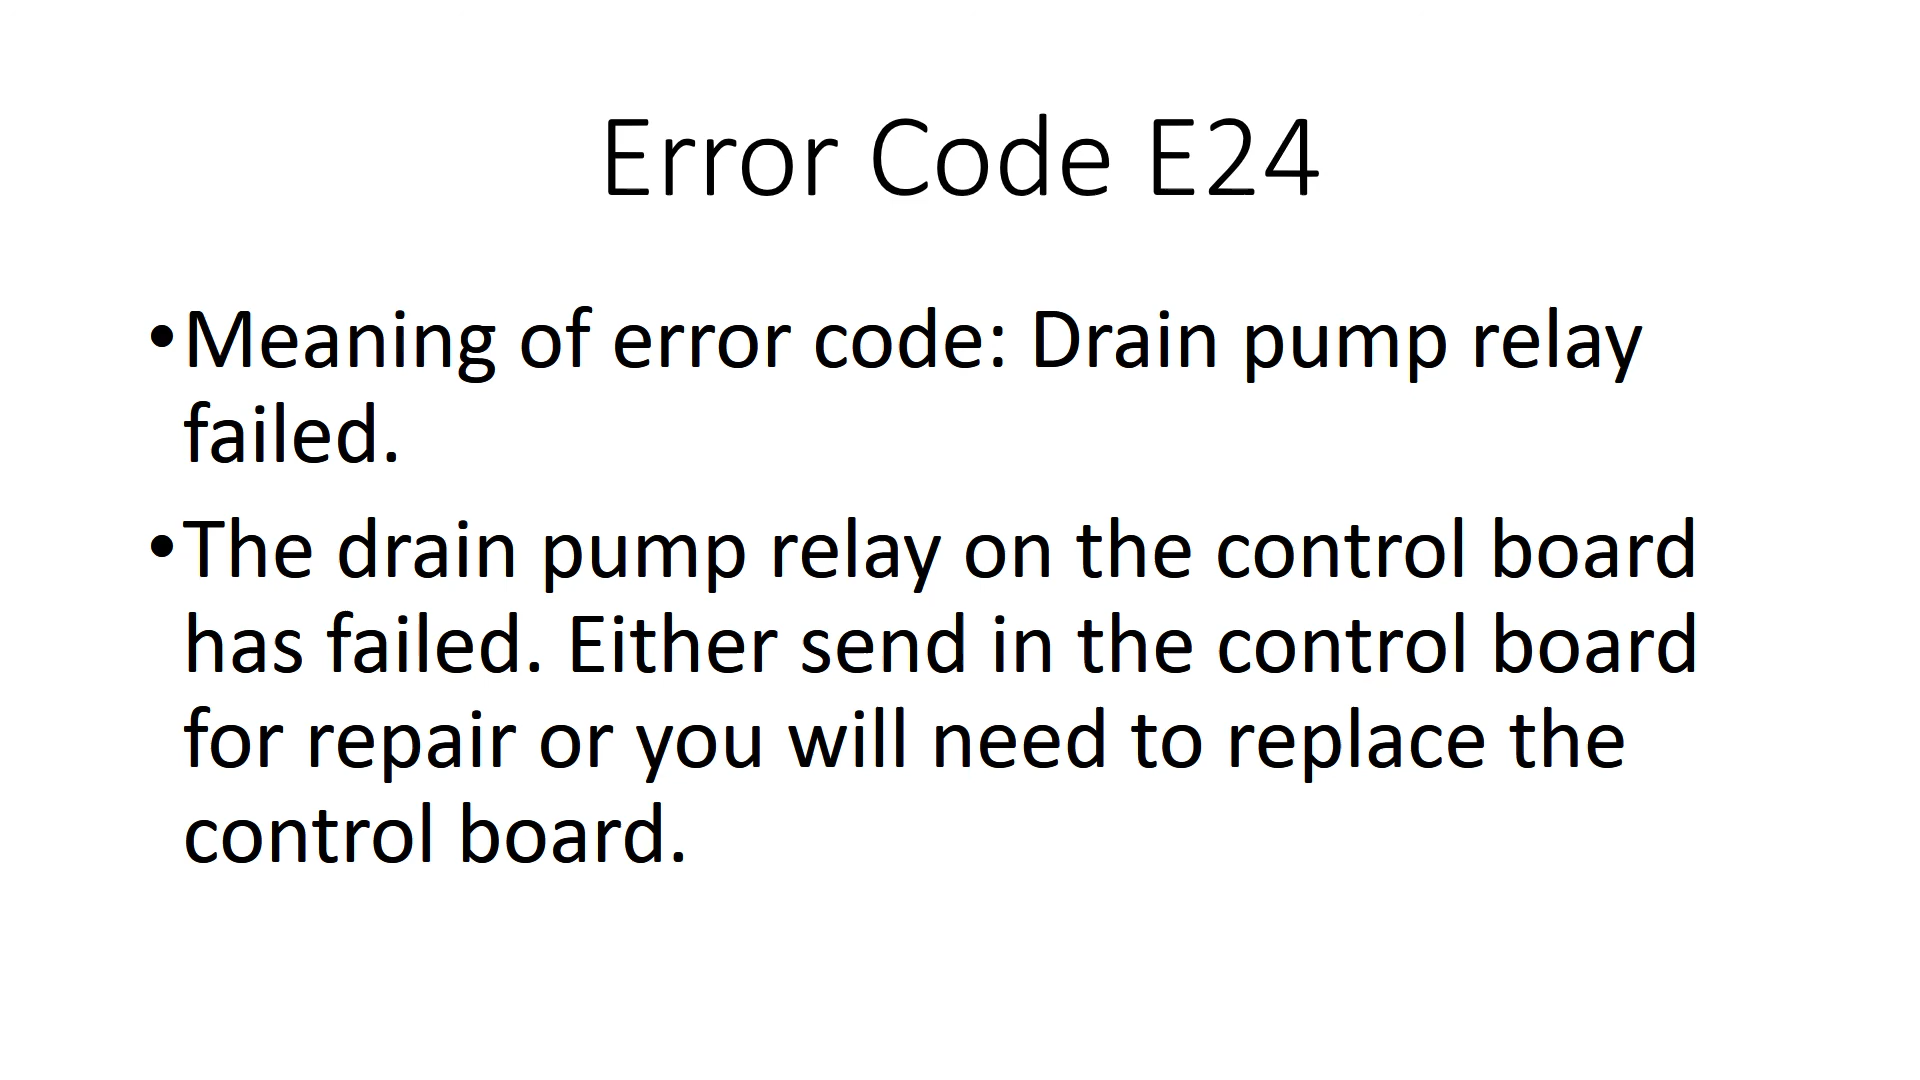 Error Code E24
•Meaning of error code: Drain pump relay
failed.
•The drain pump relay on the control board
has failed. Either send in the control board
for repair or you will need to replace the
control board.